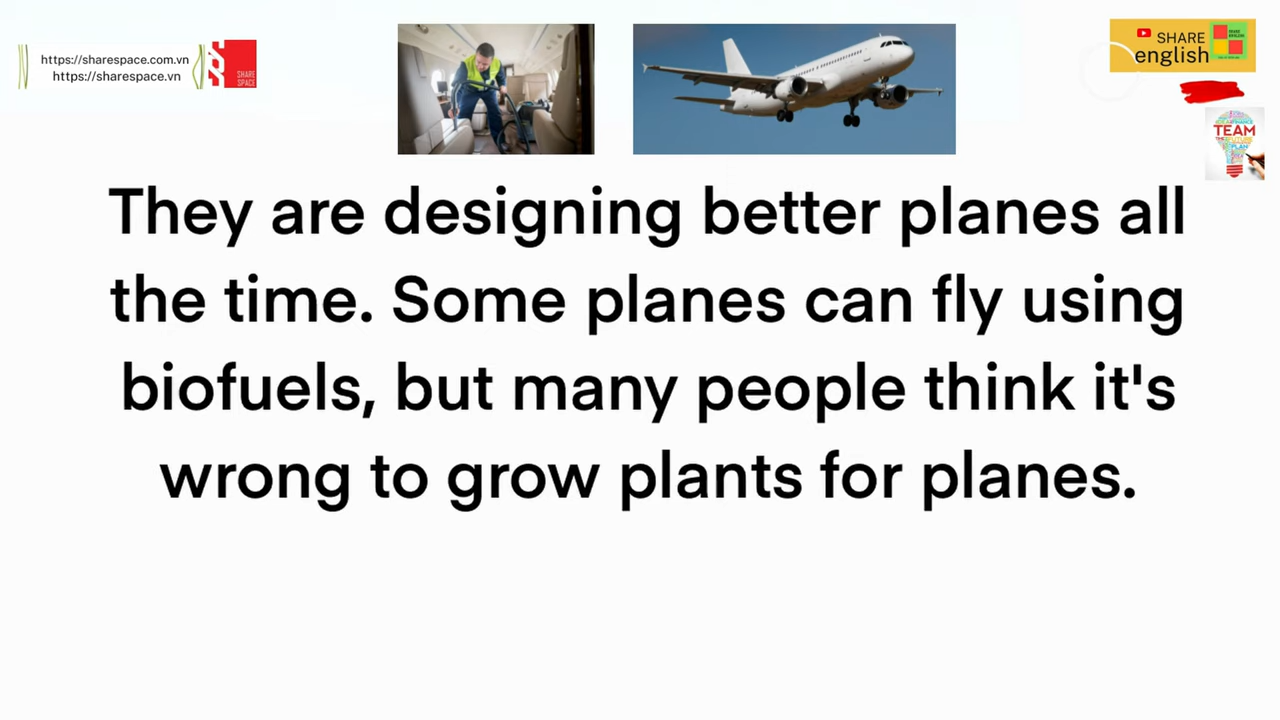 https://sharespace.com.vn
https://sharespace.vn
SHARE
SPACE
SHARE
english
TEAM
PLAN
They are designing better planes all
the time. Some planes can fly using
biofuels, but many people think it's
wrong to grow plants for planes.